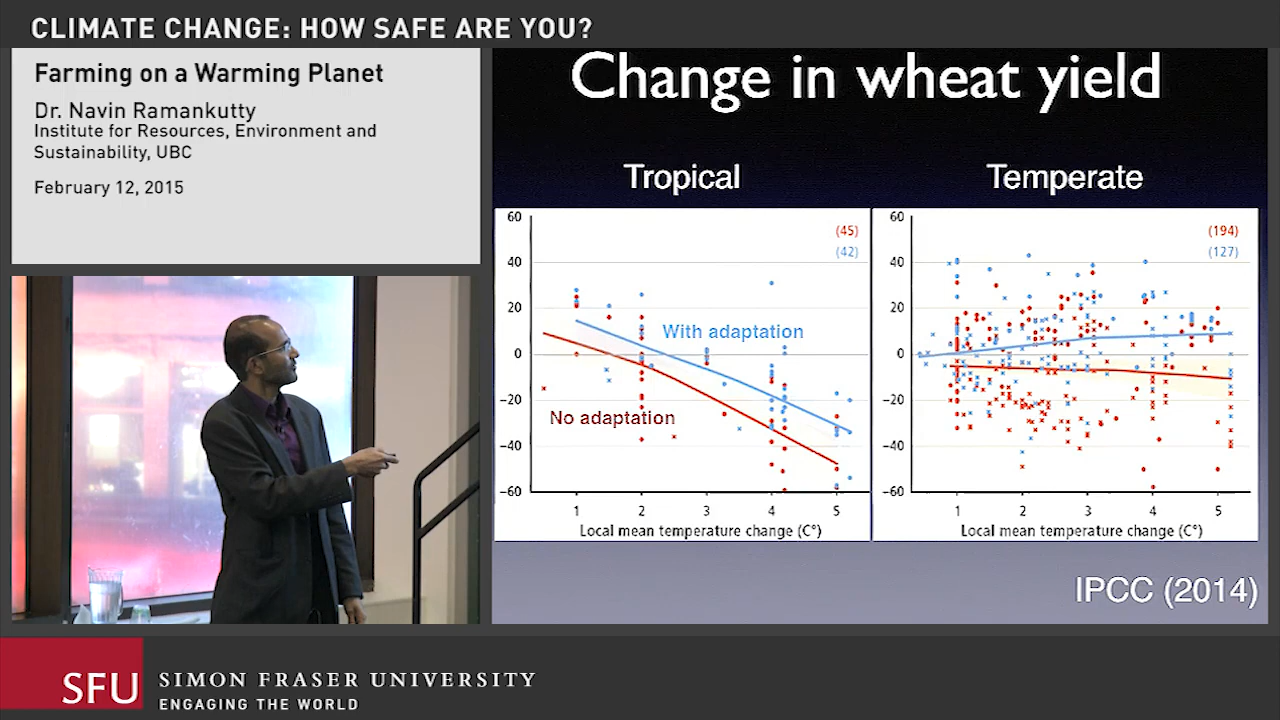 CLIMATE CHANGE: HOW SAFE ARE YOU?
Farming on a Warming Planet
Dr. Navin Ramankutty
Institute for Resources, Environment and
Sustainability, UBC
February 12, 2015
Change in wheat yield
Tropical
Temperate
60
40
20
0
−20
−40
−60
(45)
(42)
With adaptation
No adaptation
1 2 3 4 5
Local mean temperature change (C°)
60
40
20
0
−20
−40
−60
(194)
(127)
1 2 3 4 5
Local mean temperature change (C°)
IPCC (2014)
SFU
SIMON FRASER UNIVERSITY
ENGAGING THE WORLD